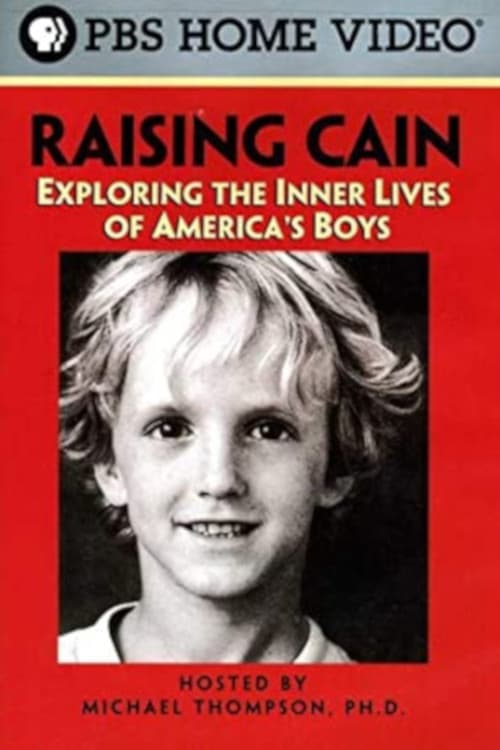 PBS HOME VIDEO®
RAISING CAIN
EXPLORING THE INNER LIVES
OF AMERICA'S BOYS
HOSTED BY
MICHAEL THOMPSON, PH.D.